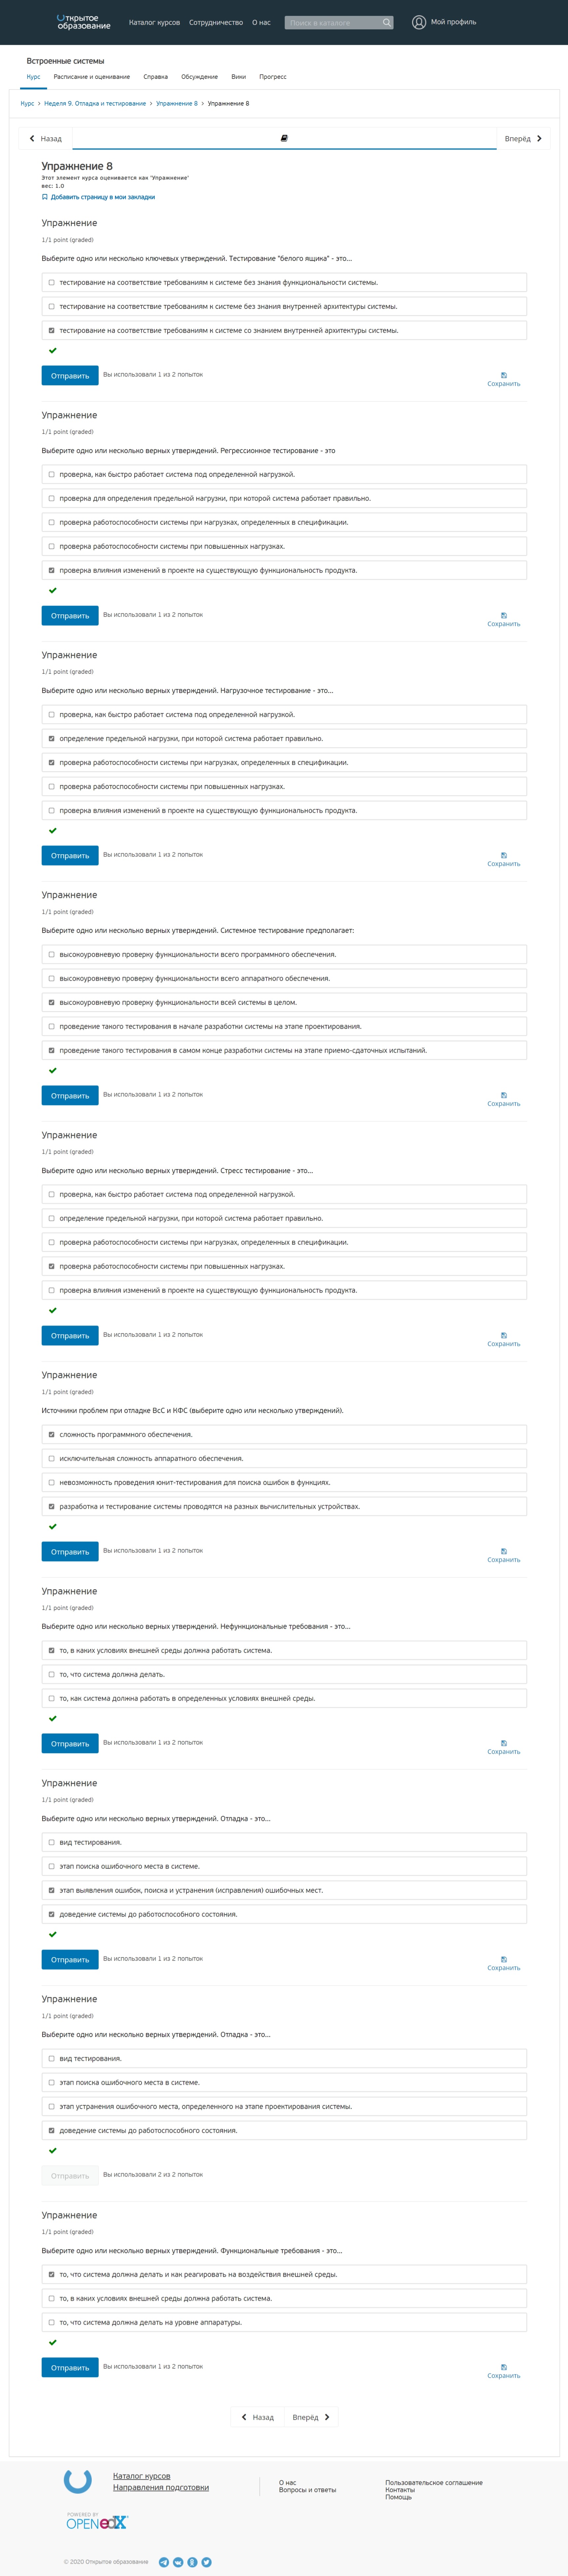 Открытое
образование
Каталог курсов Сотрудничество О нас Поиск в каталоге Мой профиль
Встроенные системы
Курс Расписание и оценивание Справка Обсуждение Вики Прогресс
Курс > Неделя 9. Отладка и тестирование > Упражнение 8 > Упражнение 8
Назад Вперёд
Упражнение 8
Этот элемент курса оценивается как 'Упражнение'
вес: 1.0
Добавить страницу в мои закладки
Упражнение
1/1 point (graded)
Выберите одно или несколько ключевых утверждений. Тестирование "белого ящика" - это...
тестирование на соответствие требованиям к системе без знания функциональности системы.
тестирование на соответствие требованиям к системе без знания внутренней архитектуры системы.
тестирование на соответствие требованиям к системе со знанием внутренней архитектуры системы.
Отправить Вы использовали 1 из 2 попыток
Сохранить
Упражнение
1/1 point (graded)
Выберите одно или несколько верных утверждений. Регрессионное тестирование - это
проверка, как быстро работает система под определенной нагрузкой.
проверка для определения предельной нагрузки, при которой система работает правильно.
проверка работоспособности системы при нагрузках, определенных в спецификации.
проверка работоспособности системы при повышенных нагрузках.
проверка влияния изменений в проекте на существующую функциональность продукта.
Отправить Вы использовали 1 из 2 попыток
Сохранить
Упражнение
1/1 point (graded)
Выберите одно или несколько верных утверждений. Нагрузочное тестирование - это...
проверка, как быстро работает система под определенной нагрузкой.
определение предельной нагрузки, при которой система работает правильно.
проверка работоспособности системы при нагрузках, определенных в спецификации.
проверка работоспособности системы при повышенных нагрузках.
проверка влияния изменений в проекте на существующую функциональность продукта.
Отправить Вы использовали 1 из 2 попыток
Сохранить
Упражнение
1/1 point (graded)
Выберите одно или несколько верных утверждений. Системное тестирование предполагает:
высокоуровневую проверку функциональности всего программного обеспечения.
высокоуровневую проверку функциональности всего аппаратного обеспечения.
высокоуровневую проверку функциональности всей системы в целом.
проведение такого тестирования в начале разработки системы на этапе проектирования.
проведение такого тестирования в самом конце разработки системы на этапе приемо-сдаточных испытаний.
Отправить Вы использовали 1 из 2 попыток
Сохранить
Упражнение
1/1 point (graded)
Выберите одно или несколько верных утверждений. Стресс тестирование - это...
проверка, как быстро работает система под определенной нагрузкой.
определение предельной нагрузки, при которой система работает правильно.
проверка работоспособности системы при нагрузках, определенных в спецификации.
проверка работоспособности системы при повышенных нагрузках.
проверка влияния изменений в проекте на существующую функциональность продукта.
Отправить Вы использовали 1 из 2 попыток
Сохранить
Упражнение
1/1 point (graded)
Источники проблем при отладке ВсС и КФС (выберите одно или несколько утверждений).
сложность программного обеспечения.
исключительная сложность аппаратного обеспечения.
невозможность проведения юнит-тестирования для поиска ошибок в функциях.
разработка и тестирование системы проводятся на разных вычислительных устройствах.
Отправить Вы использовали 1 из 2 попыток
Сохранить
Упражнение
1/1 point (graded)
Выберите одно или несколько верных утверждений. Нефункциональные требования - это...
то, в каких условиях внешней среды должна работать система.
то, что система должна делать.
то, как система должна работать в определенных условиях внешней среды.
Отправить Вы использовали 1 из 2 попыток
Сохранить
Упражнение
1/1 point (graded)
Выберите одно или несколько верных утверждений. Отладка - это...
вид тестирования.
этап поиска ошибочного места в системе.
этап выявления ошибок, поиска и устранения (исправления) ошибочных мест.
доведение системы до работоспособного состояния.
Отправить Вы использовали 1 из 2 попыток
Сохранить
Упражнение
1/1 point (graded)
Выберите одно или несколько верных утверждений. Отладка - это...
вид тестирования.
этап поиска ошибочного места в системе.
этап устранения ошибочного места, определенного на этапе проектирования системы.
доведение системы до работоспособного состояния.
Отправить Вы использовали 2 из 2 попыток
Упражнение
1/1 point (graded)
Выберите одно или несколько верных утверждений. Функциональные требования - это...
то, что система должна делать и как реагировать на воздействия внешней среды.
то, в каких условиях внешней среды должна работать система.
то, что система должна делать на уровне аппаратуры.
Отправить Вы использовали 1 из 2 попыток
Сохранить
Назад Вперёд
Каталог курсов
Направления подготовки
О нас
Вопросы и ответы
Пользовательское соглашение
Контакты
Помощь
POWERED BY
OPEN edX
© 2020 Открытое образование